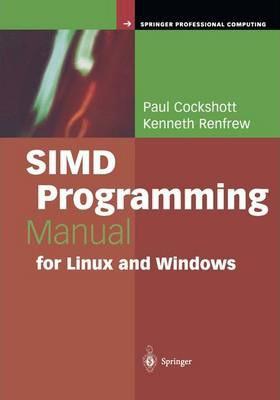 SPRINGER PROFESSIONAL COMPUTING
Paul Cockshott
Kenneth Renfrew
SIMD
Programming
Manual
for Linux and Windows
Springer